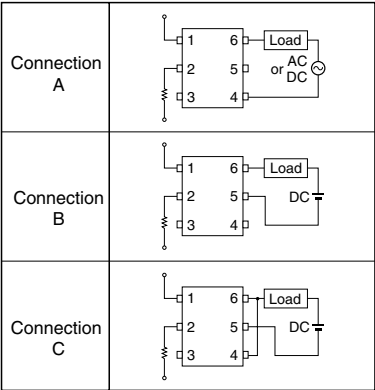 Connection
A
1 6 Load
2 5 or AC
DC
3 4
Connection
B
1 6 Load
2 5 DC
3 4
Connection
C
1 6 Load
2 5 DC
3 4